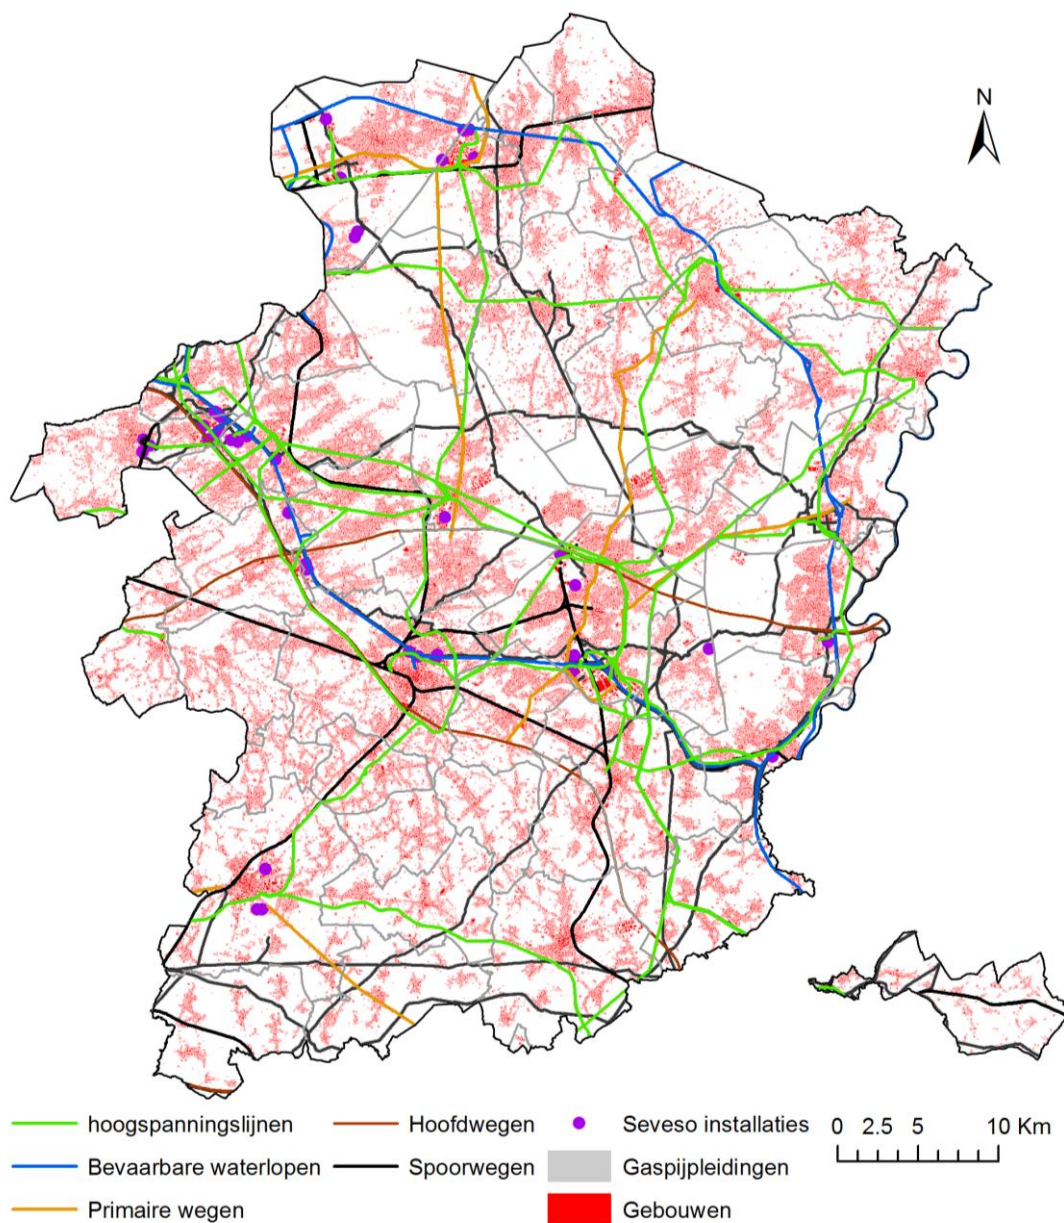 N
hoogspanningslijnen Hoofdwegen Seveso installaties 0 2.5 5 10 Km
Bevaarbare waterlopen Spoorwegen Gaspijpleidingen
Primaire wegen Gebouwen